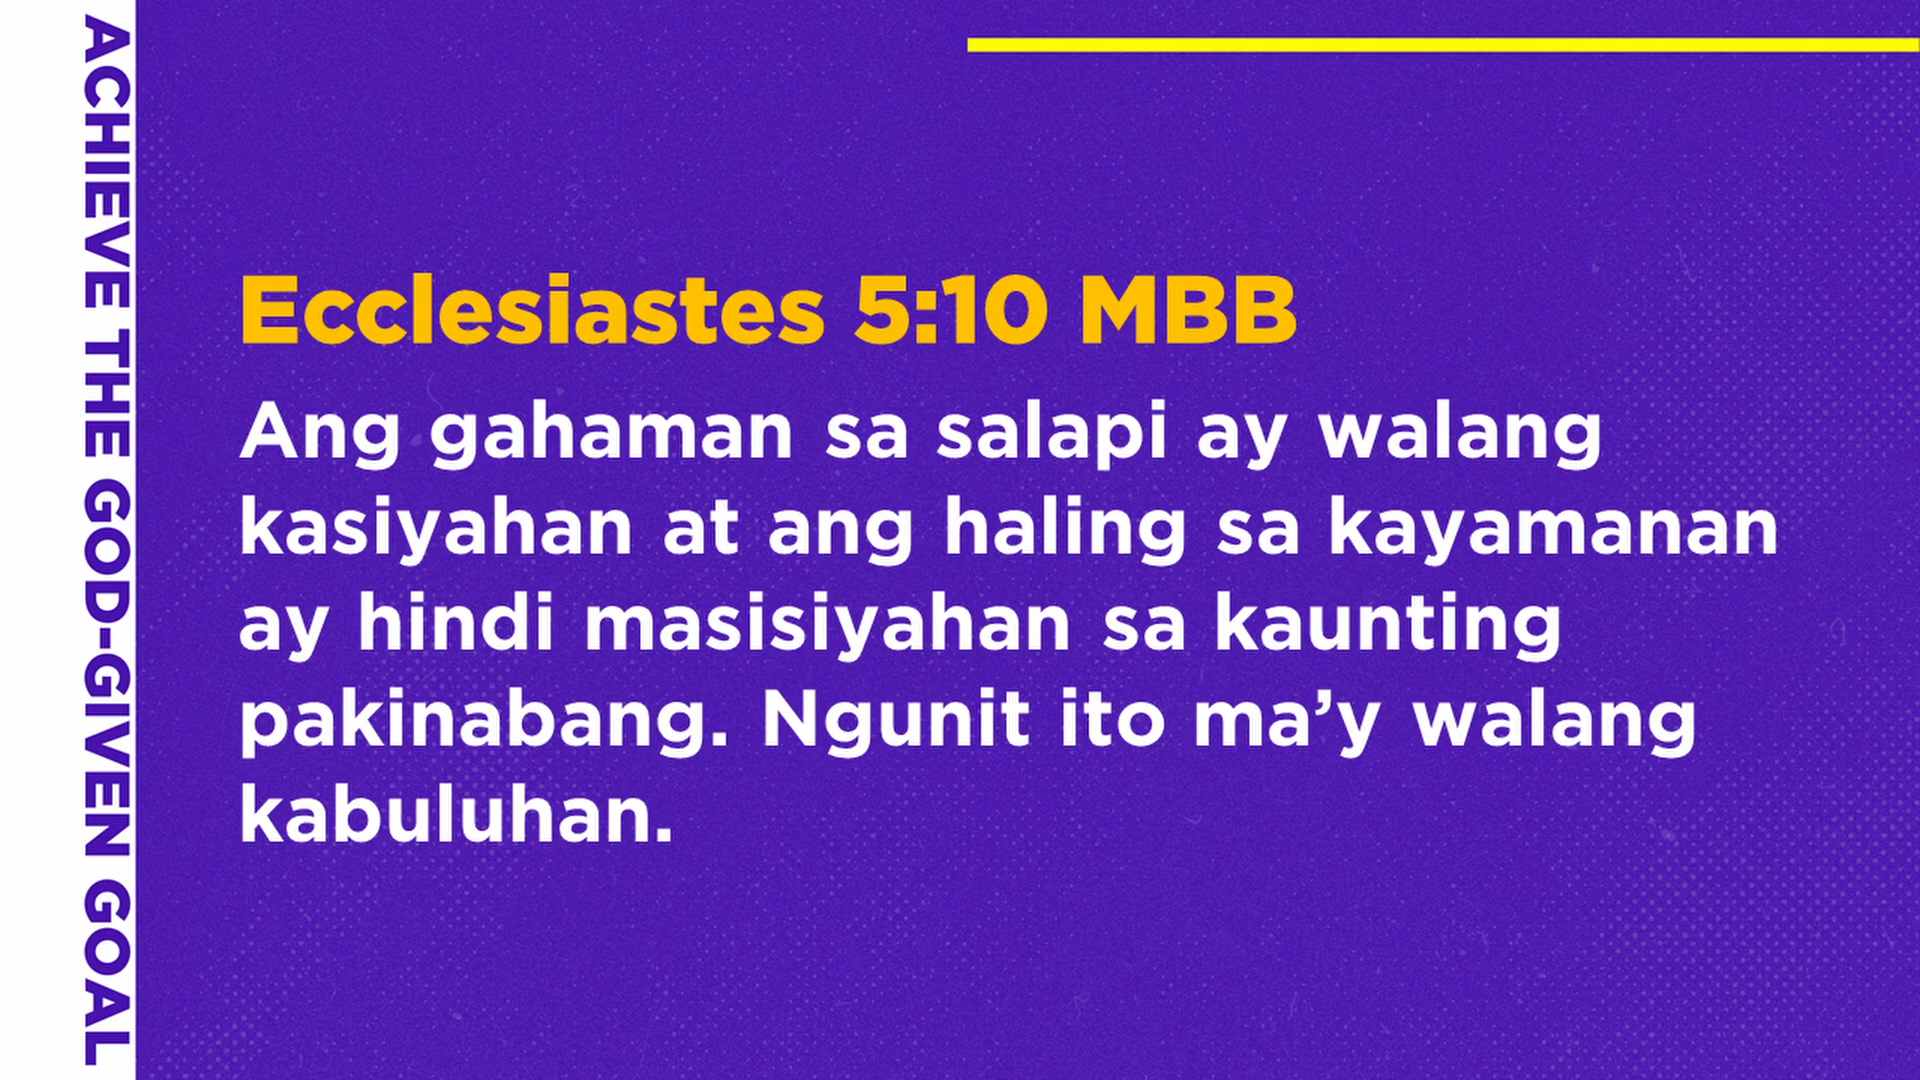 ACHIEVE THE GOD-GIVEN GOAL
Ecclesiastes 5:10 MBB
Ang gahaman sa salapi ay walang
kasiyahan at ang haling sa kayamanan
ay hindi masisiyahan sa kaunting
pakinabang. Ngunit ito ma’y walang
kabuluhan.